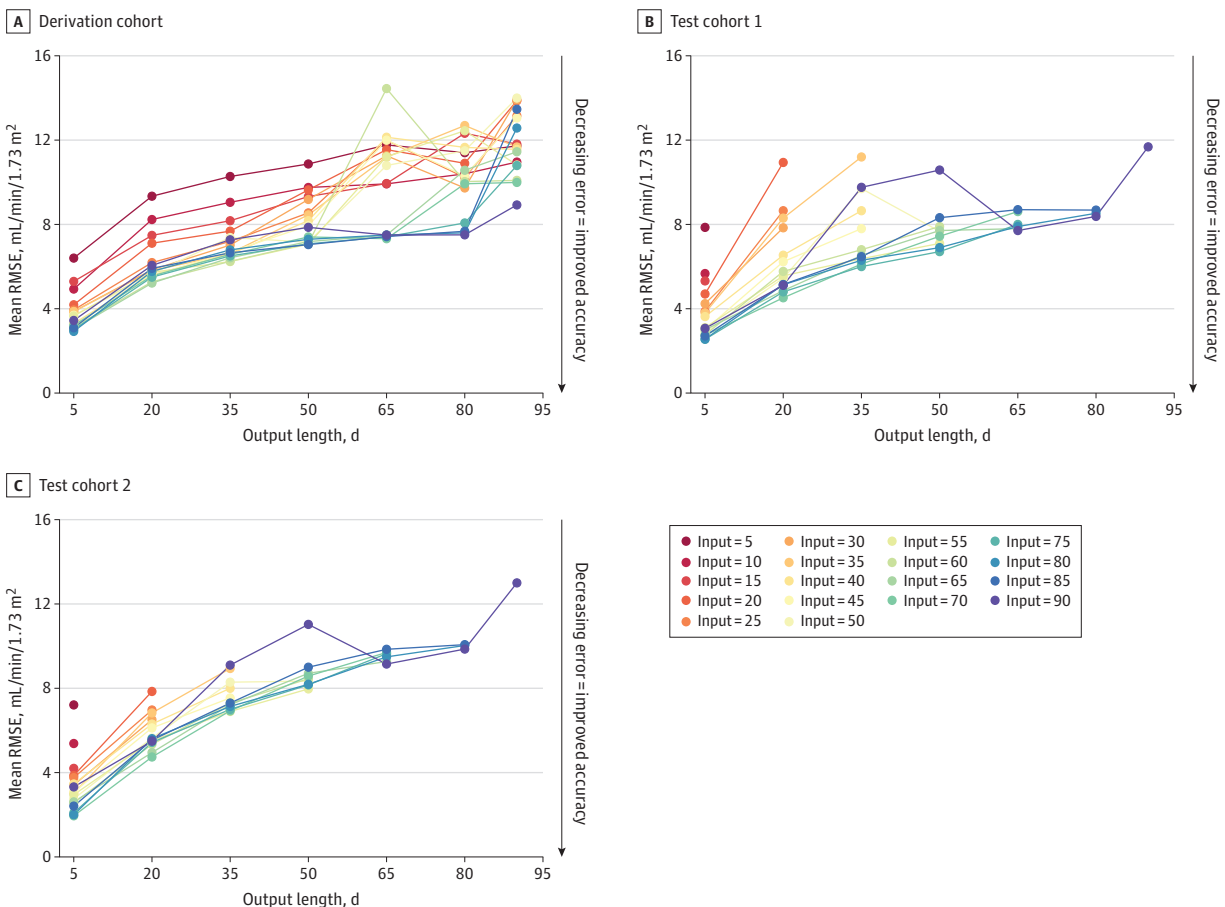 A Derivation cohort
16
12
8
4
0
Mean RMSE, mL/min/1.73 m²
5 20 35 50 65 80 95
Output length, d
Decreasing error = improved accuracy
B Test cohort 1
16
12
8
4
0
Mean RMSE, mL/min/1.73 m²
5 20 35 50 65 80 95
Output length, d
Decreasing error = improved accuracy
C Test cohort 2
16
12
8
4
0
Mean RMSE, mL/min/1.73 m²
5 20 35 50 65 80 95
Output length, d
Decreasing error = improved accuracy
Input = 5 Input = 30 Input = 55 Input = 75
Input = 10 Input = 35 Input = 60 Input = 80
Input = 15 Input = 40 Input = 65 Input = 85
Input = 20 Input = 45 Input = 70 Input = 90
Input = 25 Input = 50